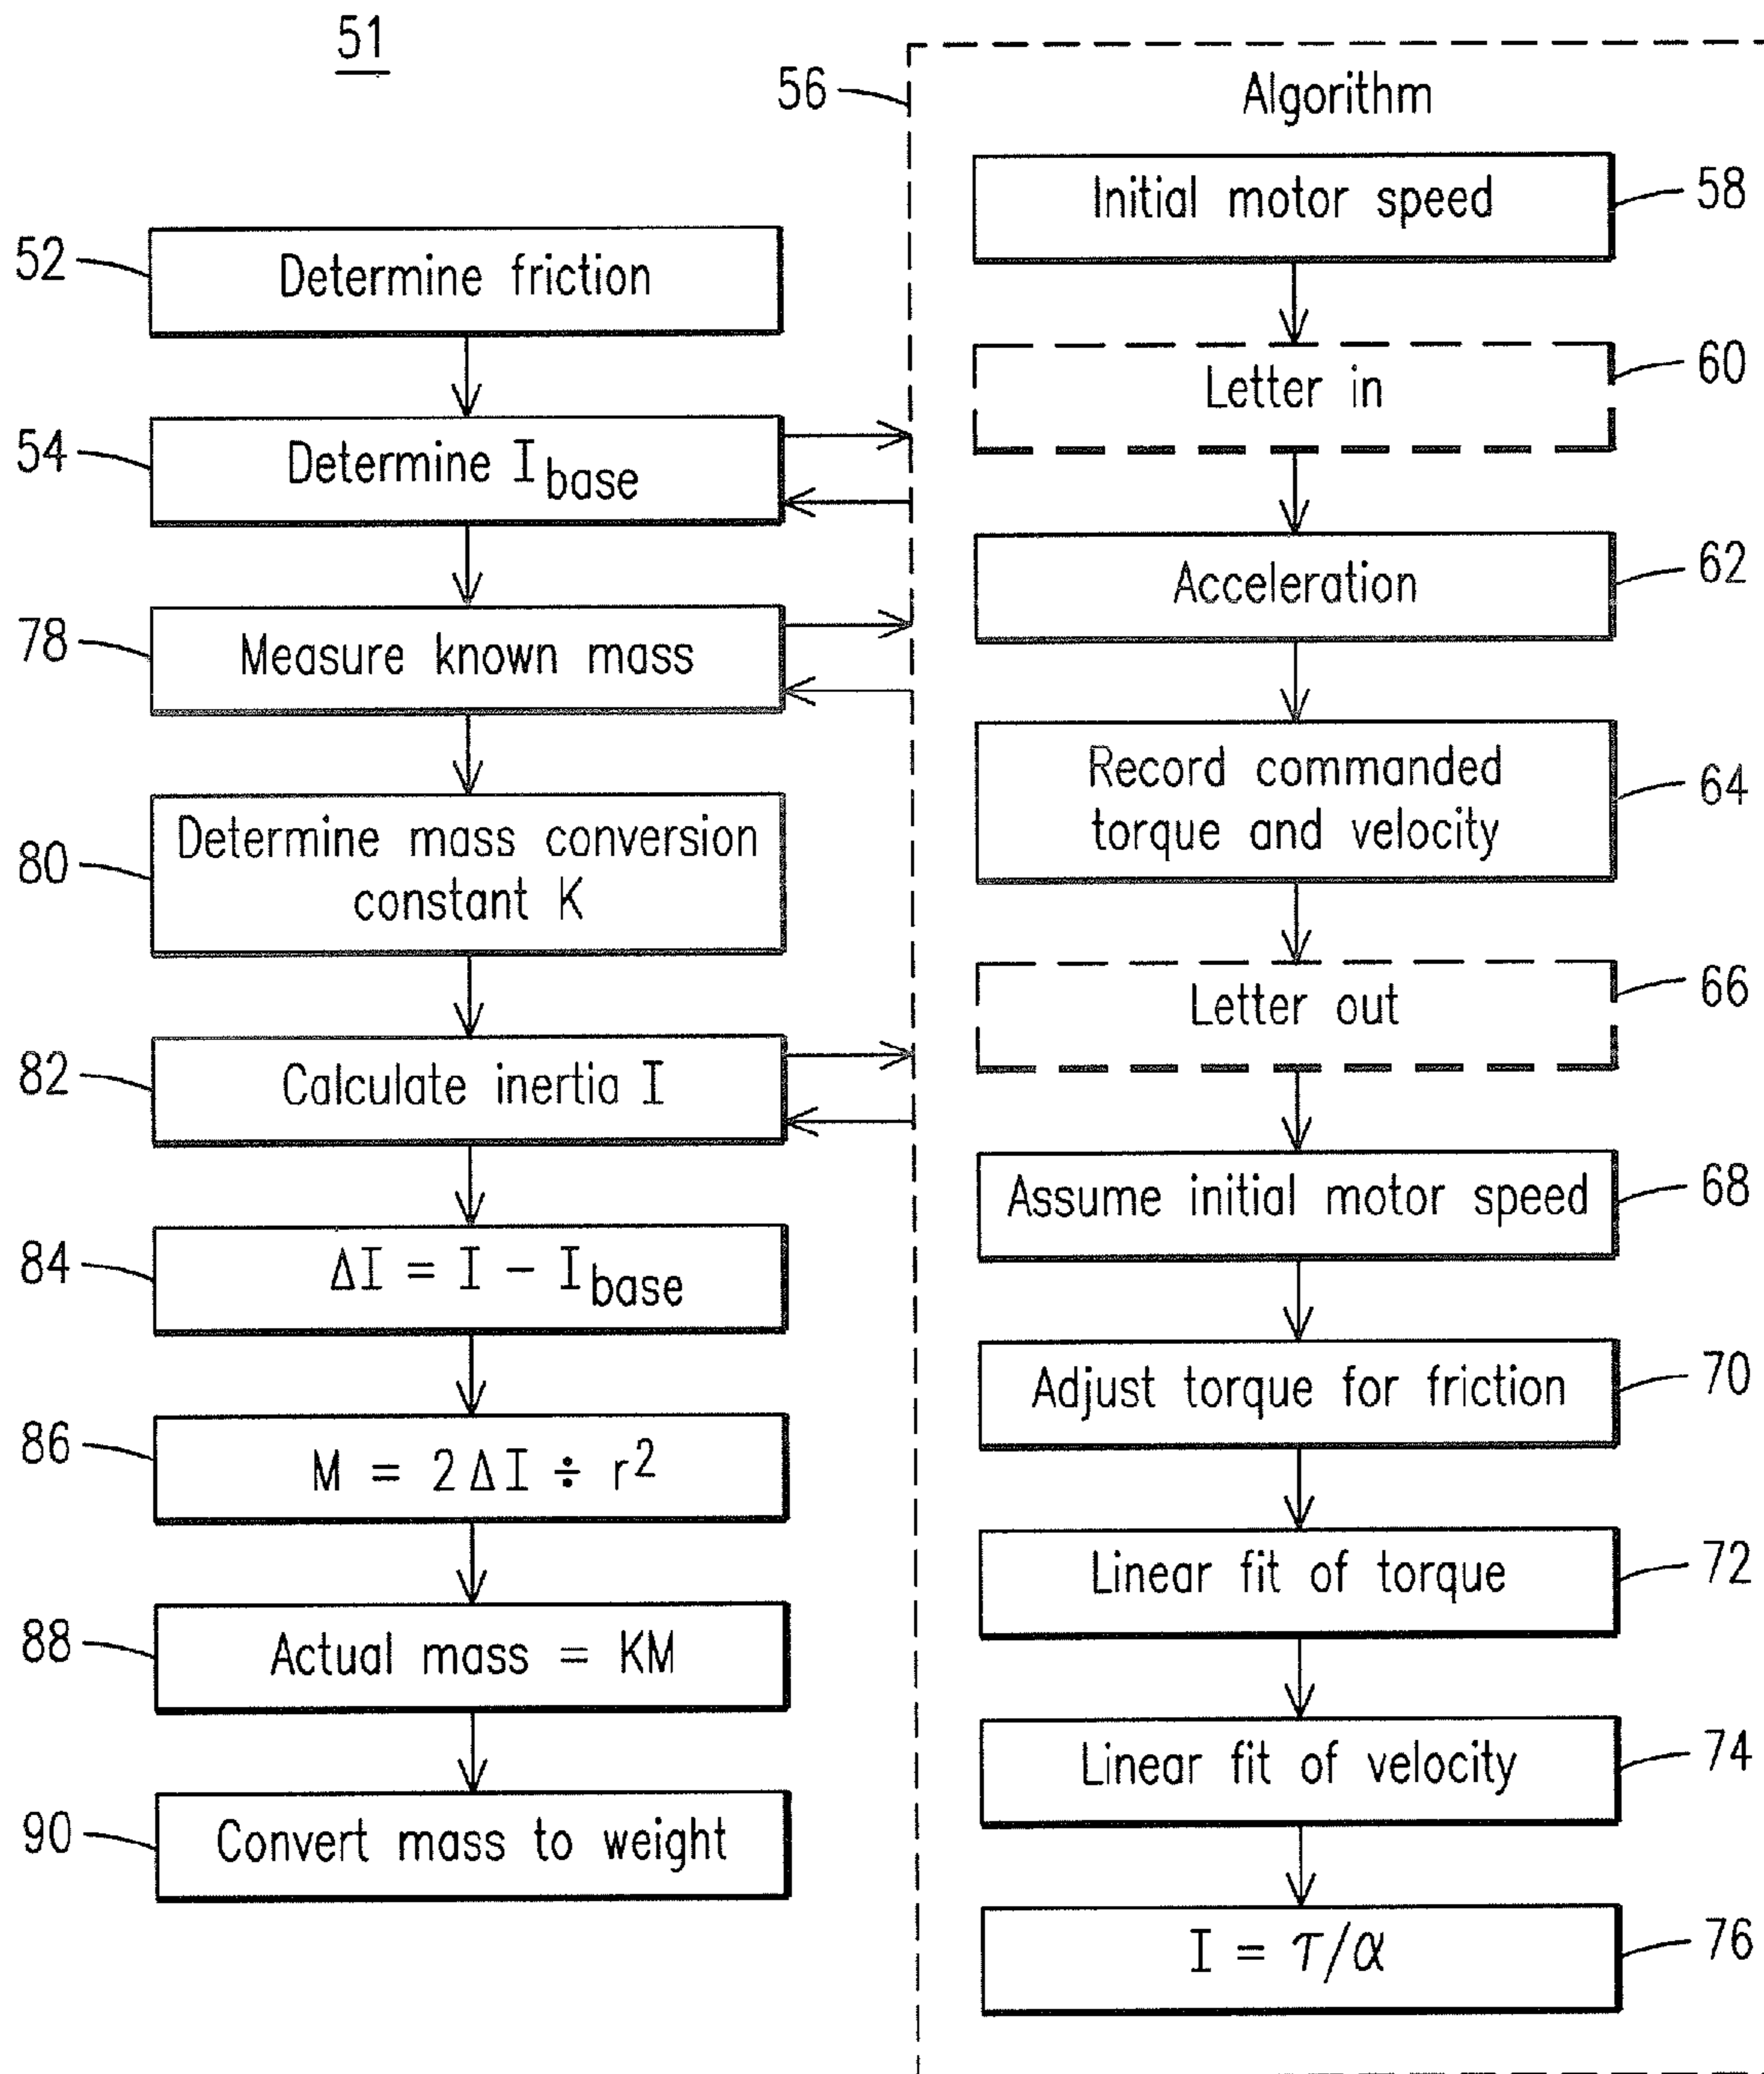 51
52
Determine friction
54
Determine I base
78
Measure known mass
80
Determine mass conversion
constant K
82
Calculate inertia I
84
ΔI = I - I base
86
M = 2 ΔI ÷ r²
88
Actual mass = KM
90
Convert mass to weight
56
Algorithm
Initial motor speed
58
Letter in
60
Acceleration
62
Record commanded
torque and velocity
64
Letter out
66
Assume initial motor speed
68
Adjust torque for friction
70
Linear fit of torque
72
Linear fit of velocity
74
I = τ/α
76